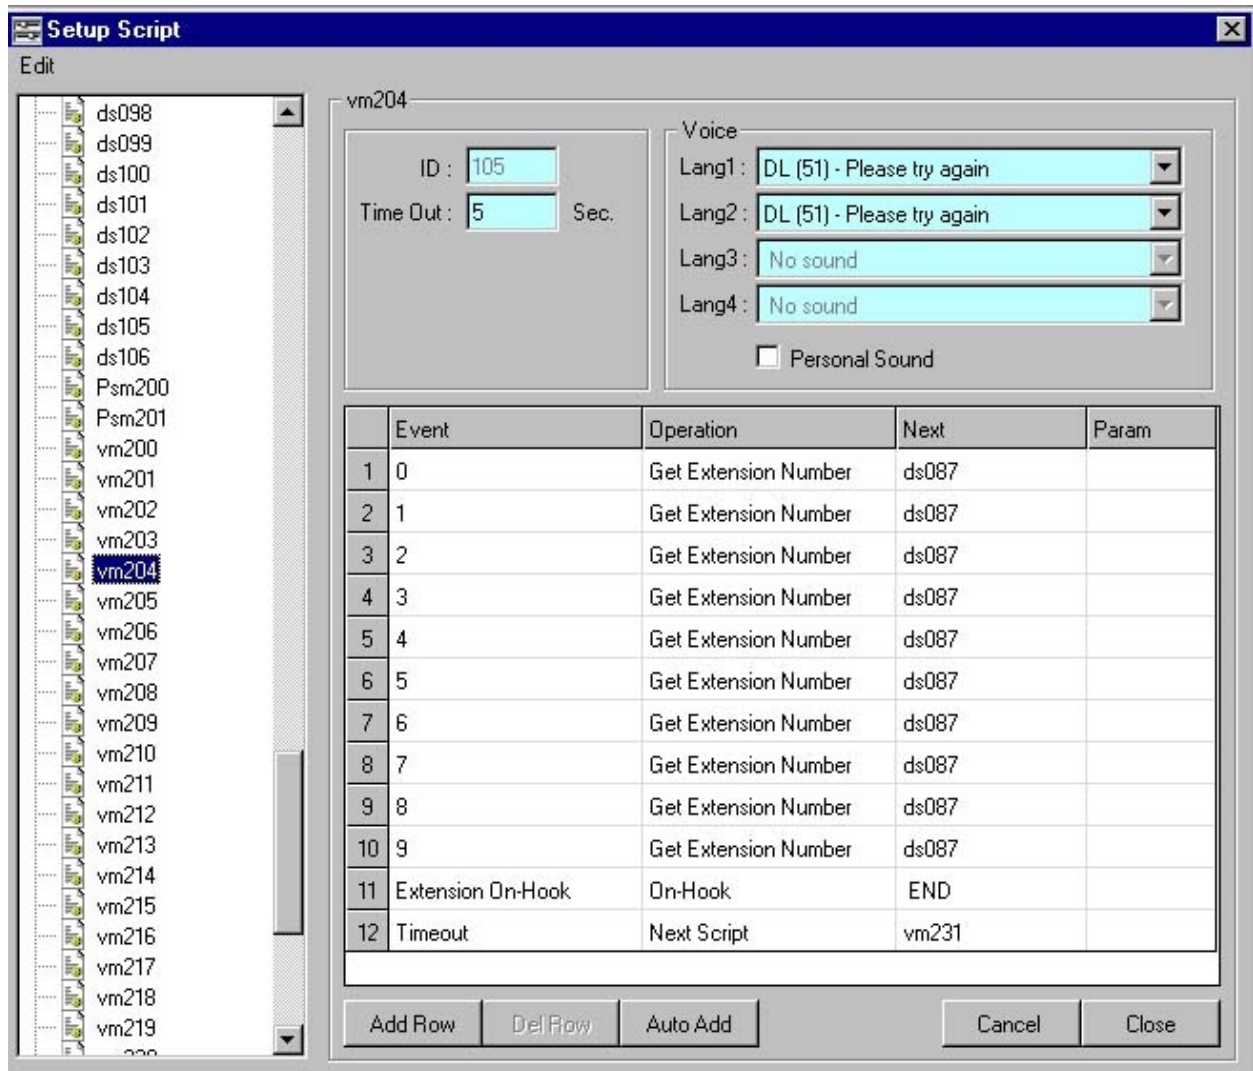 Setup Script
Edit
ds098
ds099
ds100
ds101
ds102
ds103
ds104
ds105
ds106
Psm200
Psm201
vm200
vm201
vm202
vm203
vm204
vm205
vm206
vm207
vm208
vm209
vm210
vm211
vm212
vm213
vm214
vm215
vm216
vm217
vm218
vm219
vm204
ID : 105
Time Out : 5 Sec.
Voice
Lang1 : DL (51) - Please try again
Lang2 : DL (51) - Please try again
Lang3 : No sound
Lang4 : No sound
Personal Sound
Event Operation Next Param
1 0 Get Extension Number ds087
2 1 Get Extension Number ds087
3 2 Get Extension Number ds087
4 3 Get Extension Number ds087
5 4 Get Extension Number ds087
6 5 Get Extension Number ds087
7 6 Get Extension Number ds087
8 7 Get Extension Number ds087
9 8 Get Extension Number ds087
10 9 Get Extension Number ds087
11 Extension On-Hook On-Hook END
12 Timeout Next Script vm231
Add Row Del Row Auto Add Cancel Close